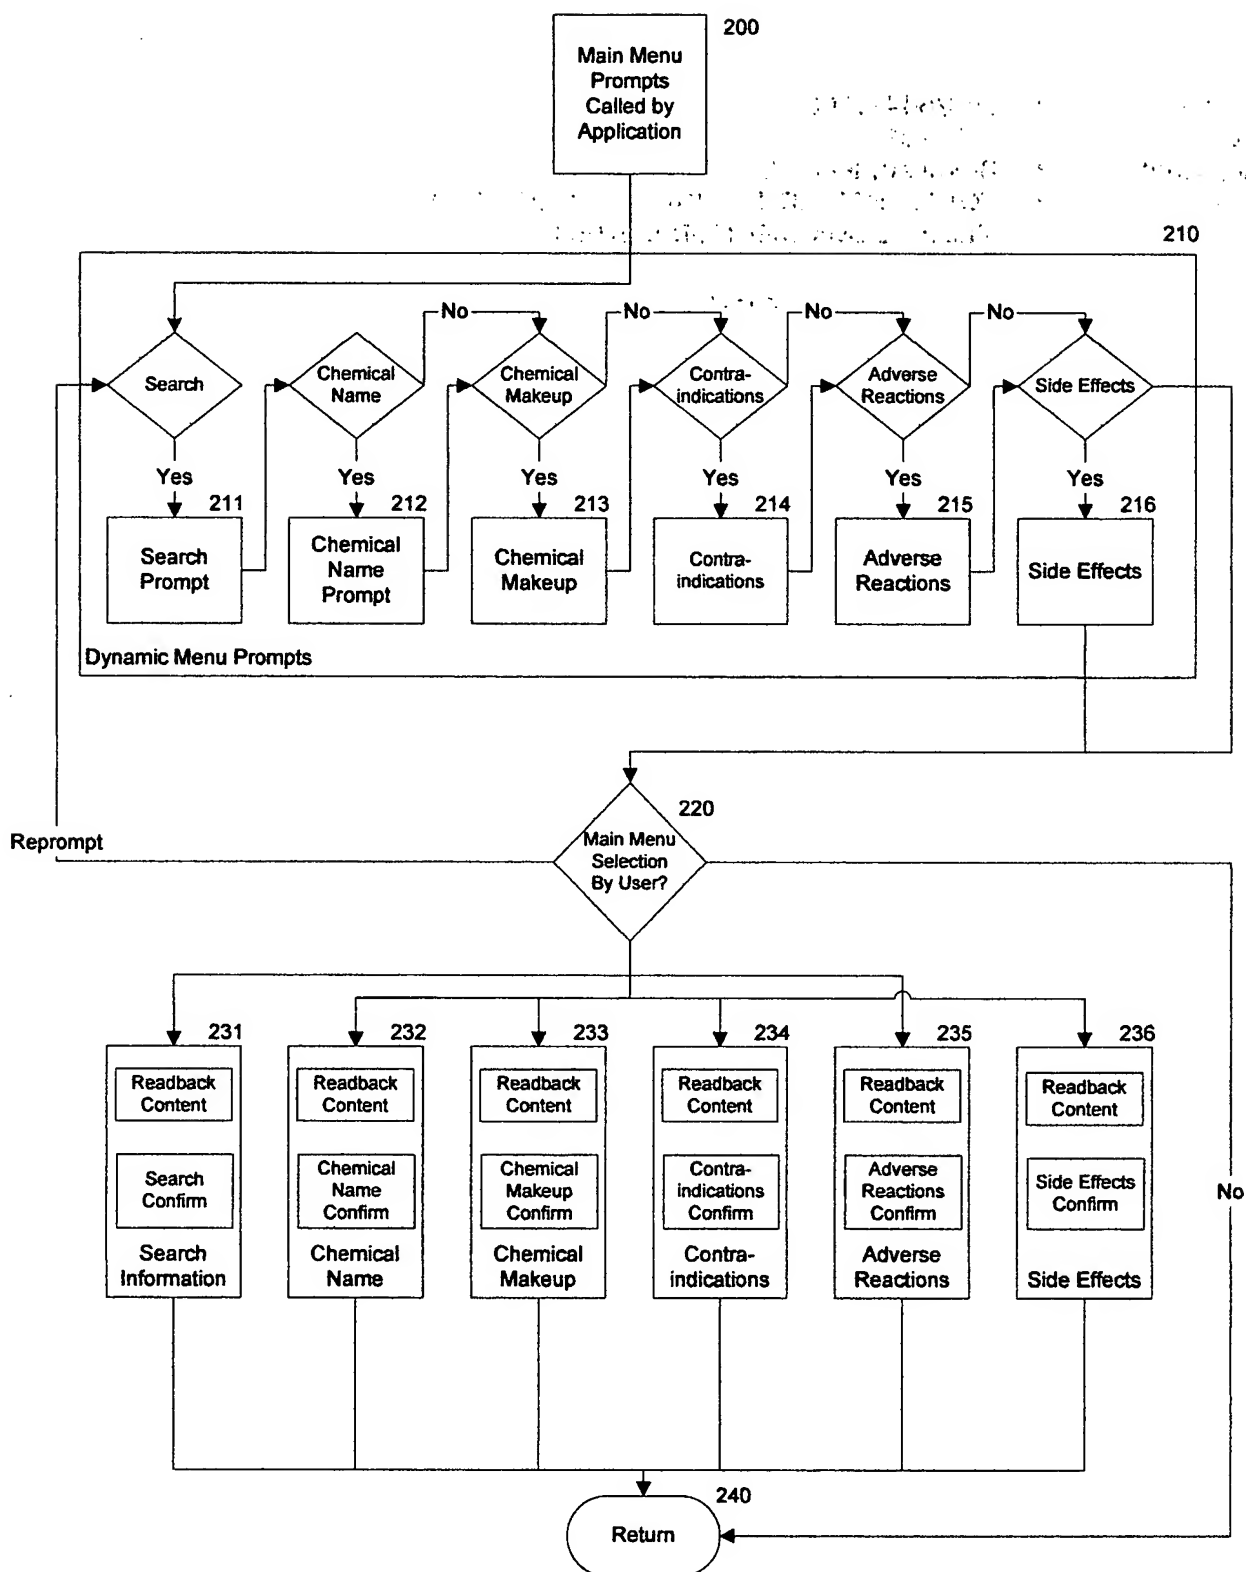 200
Main Menu
Prompts
Called by
Application
210
No
No
No
No
Search
Chemical
Name
Chemical
Makeup
Contra-
indications
Adverse
Reactions
Side Effects
Yes
Yes
Yes
Yes
Yes
Yes
211
212
213
214
215
216
Search
Prompt
Chemical
Name
Prompt
Chemical
Makeup
Contra-
indications
Adverse
Reactions
Side Effects
Dynamic Menu Prompts
220
Reprompt
Main Menu
Selection
By User?
231
232
233
234
235
236
Readback
Content
Readback
Content
Readback
Content
Readback
Content
Readback
Content
Readback
Content
Search
Confirm
Chemical
Name
Confirm
Chemical
Makeup
Confirm
Contra-
indications
Confirm
Adverse
Reactions
Confirm
Side Effects
Confirm
No
Search
Information
Chemical
Name
Chemical
Makeup
Contra-
indications
Adverse
Reactions
Side Effects
240
Return